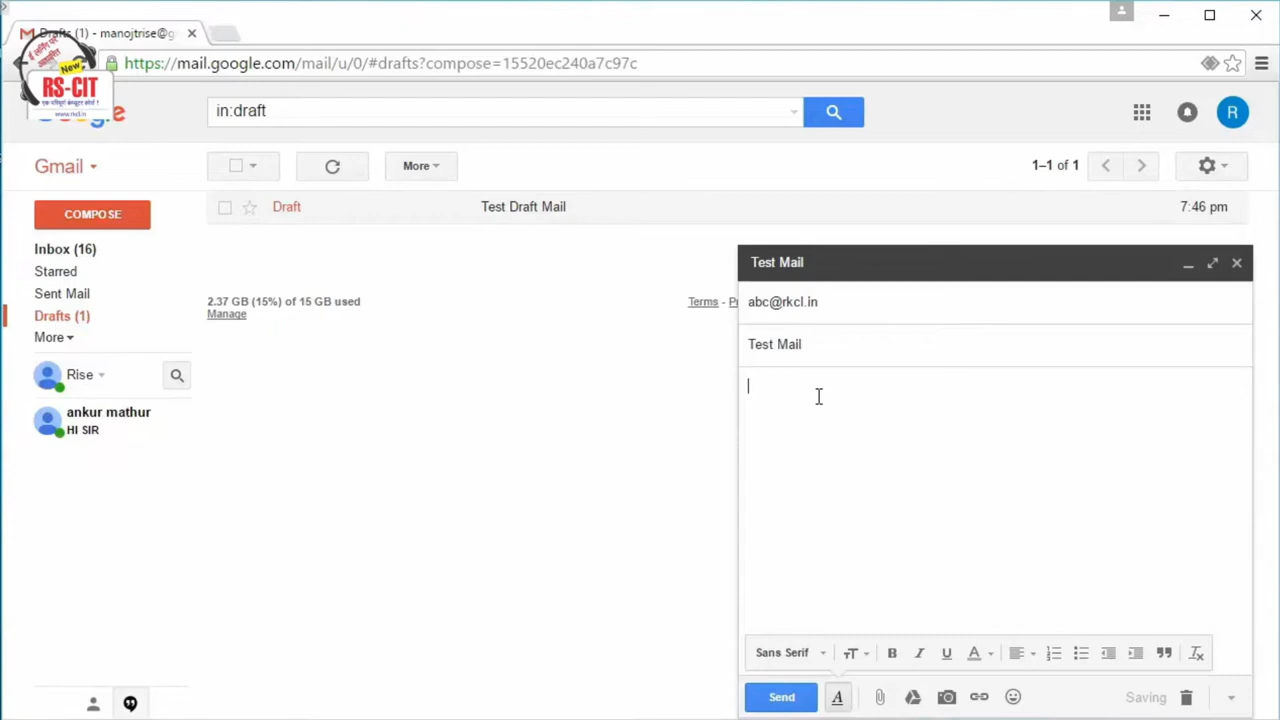 Drafts (1) - manojtrise@g
https://mail.google.com/mail/u/0/#drafts?compose=15520ec240a7c97c
New
RS-CIT
www.rkcl.in
in:draft
R
Gmail
More
1–1 of 1
COMPOSE
Draft
Test Draft Mail
7:46 pm
Inbox (16)
Starred
Sent Mail
Drafts (1)
More
2.37 GB (15%) of 15 GB used
Manage
Terms - P
Rise
ankur mathur
HI SIR
Test Mail
abc@rkcl.in
Test Mail
Sans Serif
Send
Saving